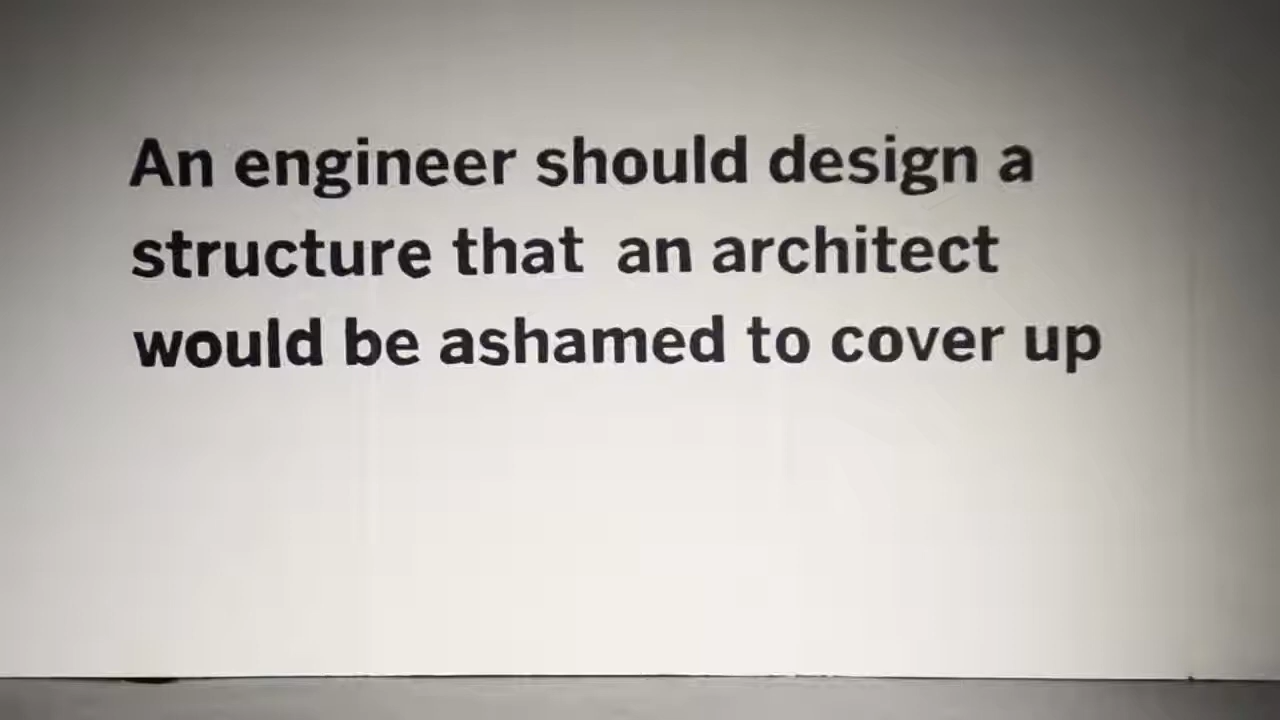 An engineer should design a
structure that an architect
would be ashamed to cover up